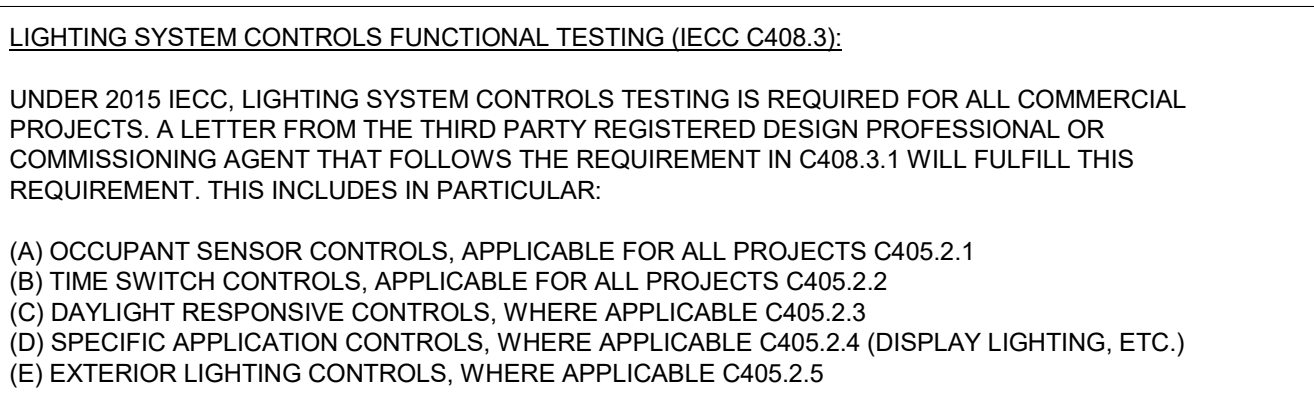 LIGHTING SYSTEM CONTROLS FUNCTIONAL TESTING (IECC C408.3):
UNDER 2015 IECC, LIGHTING SYSTEM CONTROLS TESTING IS REQUIRED FOR ALL COMMERCIAL
PROJECTS. A LETTER FROM THE THIRD PARTY REGISTERED DESIGN PROFESSIONAL OR
COMMISSIONING AGENT THAT FOLLOWS THE REQUIREMENT IN C408.3.1 WILL FULFILL THIS
REQUIREMENT. THIS INCLUDES IN PARTICULAR:
(A) OCCUPANT SENSOR CONTROLS, APPLICABLE FOR ALL PROJECTS C405.2.1
(B) TIME SWITCH CONTROLS, APPLICABLE FOR ALL PROJECTS C405.2.2
(C) DAYLIGHT RESPONSIVE CONTROLS, WHERE APPLICABLE C405.2.3
(D) SPECIFIC APPLICATION CONTROLS, WHERE APPLICABLE C405.2.4 (DISPLAY LIGHTING, ETC.)
(E) EXTERIOR LIGHTING CONTROLS, WHERE APPLICABLE C405.2.5